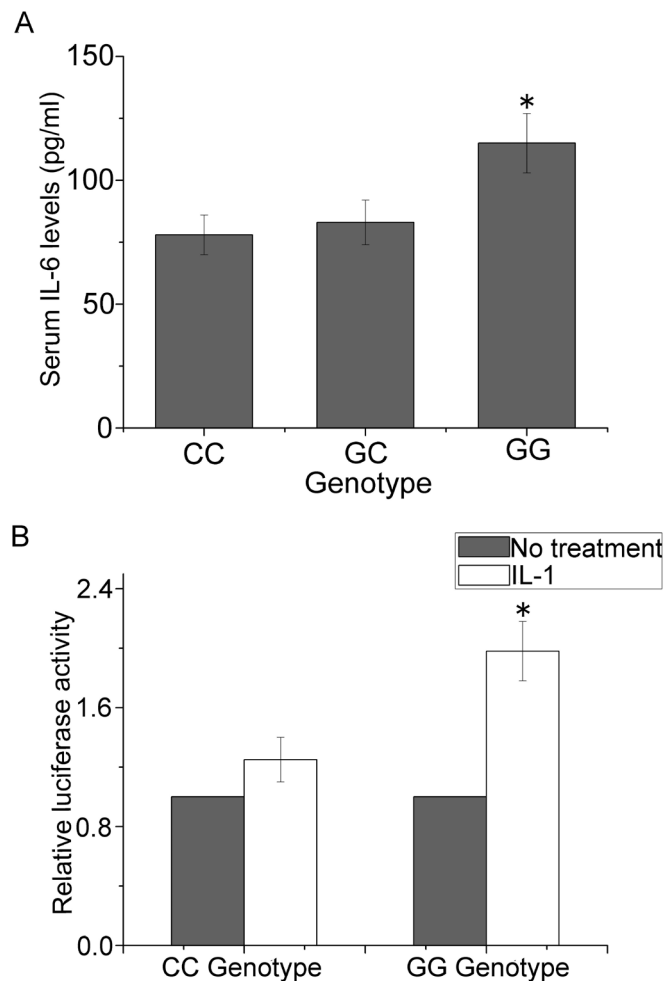 A
Serum IL-6 levels (pg/ml)
150
100
50
0
*
CC
GC
GG
Genotype
B
No treatment
IL-1
Relative luciferase activity
2.4
1.6
0.8
0.0
*
CC Genotype
GG Genotype